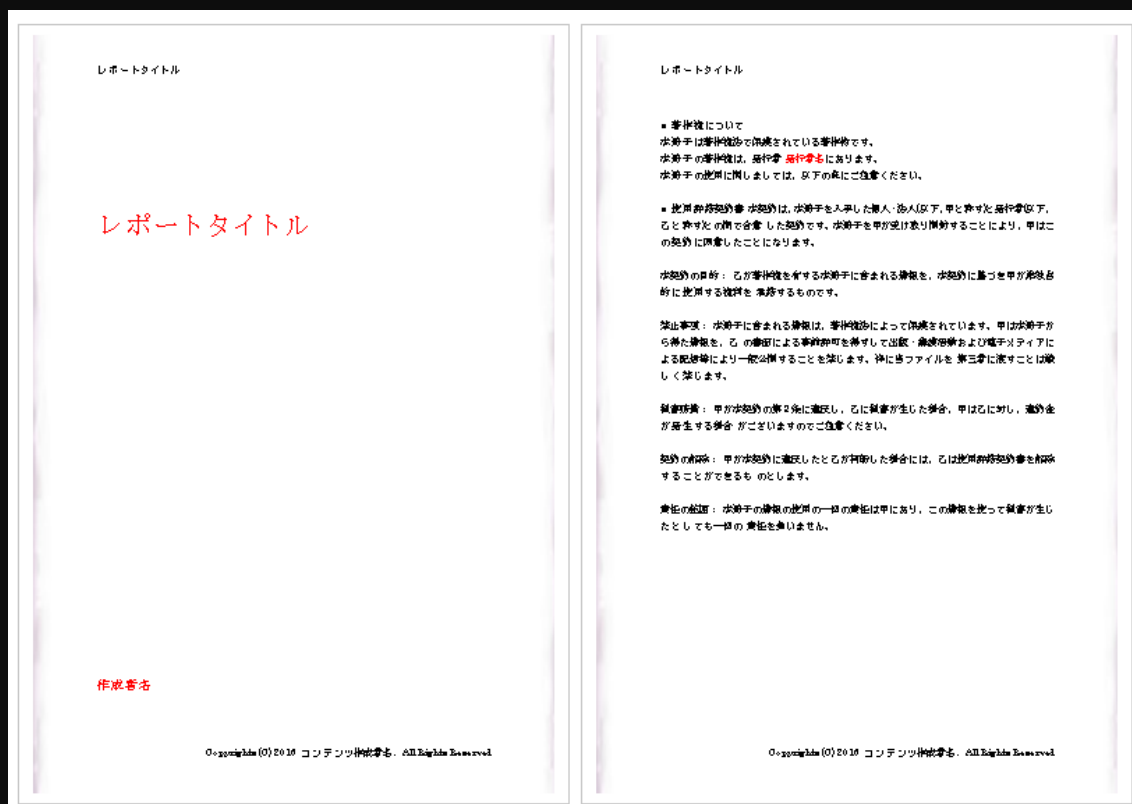 レポートタイトル
レポートタイトル
作成者名
Copyrights (C) 2016 コンテンツ作成者名. All Rights Reserved
レポートタイトル
■ 著作権について
本冊子は著作権法で保護されている著作物です。
本冊子の著作権は、発行者 発行者名にあります。
本冊子の使用に関しましては、以下の点にご注意ください。
■ 使用許諾契約書 本契約は、本冊子を入手した個人・法人(以下、甲と称す)と発行者(以下、
乙と称す)との間で合意 した契約です。本冊子を甲が受け取り開封することにより、甲はこ
の契約に同意したことになります。
本契約の目的： 乙が著作権を有する本冊子に含まれる情報を、本契約に基づき甲が非独占
的に使用する権利を 承諾するものです。
禁止事項： 本冊子に含まれる情報は、著作権法によって保護されています。甲は本冊子か
ら得た情報を、乙 の書面による事前許可を得ずして出版・講演活動および電子メディアに
よる配信等により一般公開することを禁じます。特に当ファイルを 第三者に渡すことは厳
しく禁じます。
損害賠償： 甲が本契約の第2条に違反し、乙に損害が生じた場合、甲は乙に対し、違約金
が発生する場合 がございますのでご注意ください。
契約の解除： 甲が本契約に違反したと乙が判断した場合には、乙は使用許諾契約書を解除
することができるも のとします。
責任の範囲： 本冊子の情報の使用の一切の責任は甲にあり、この情報を使って損害が生じ
たとしても一切の 責任を負いません。
Copyrights (C) 2016 コンテンツ作成者名. All Rights Reserved